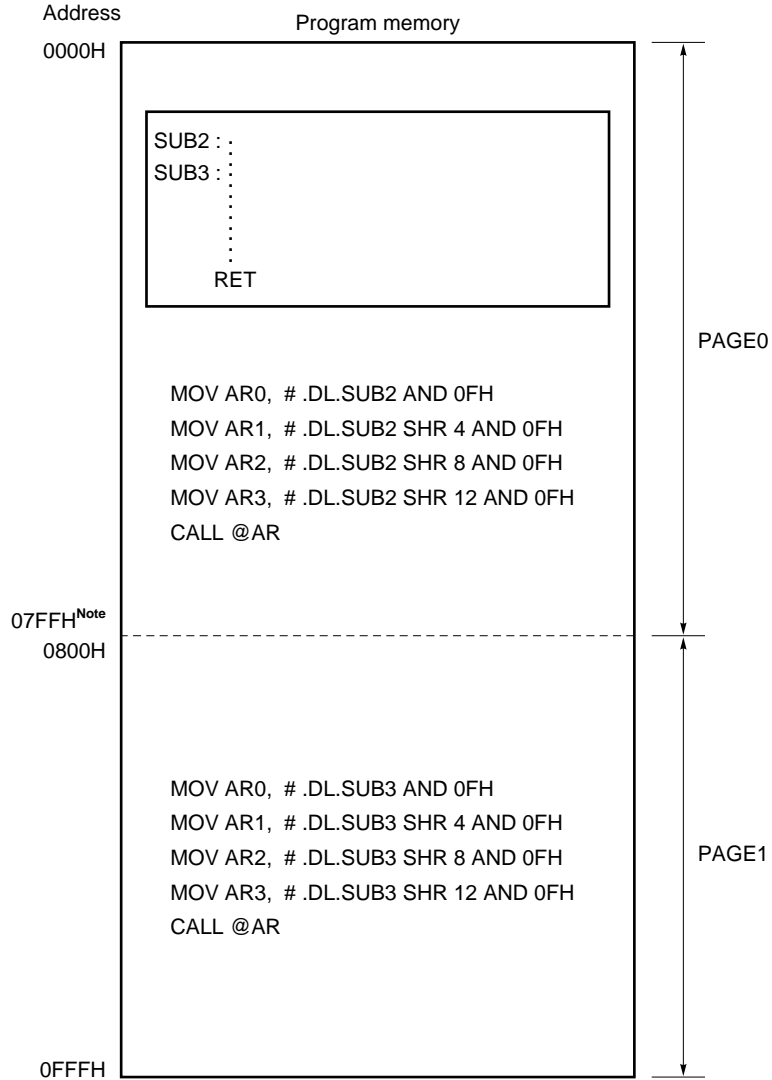 Address
Program memory
0000H
SUB2 :
SUB3 :
RET
PAGE0
MOV AR0, # .DL.SUB2 AND 0FH
MOV AR1, # .DL.SUB2 SHR 4 AND 0FH
MOV AR2, # .DL.SUB2 SHR 8 AND 0FH
MOV AR3, # .DL.SUB2 SHR 12 AND 0FH
CALL @AR
07FFHNote
0800H
MOV AR0, # .DL.SUB3 AND 0FH
MOV AR1, # .DL.SUB3 SHR 4 AND 0FH
MOV AR2, # .DL.SUB3 SHR 8 AND 0FH
PAGE1
MOV AR3, # .DL.SUB3 SHR 12 AND 0FH
CALL @AR
0FFFH